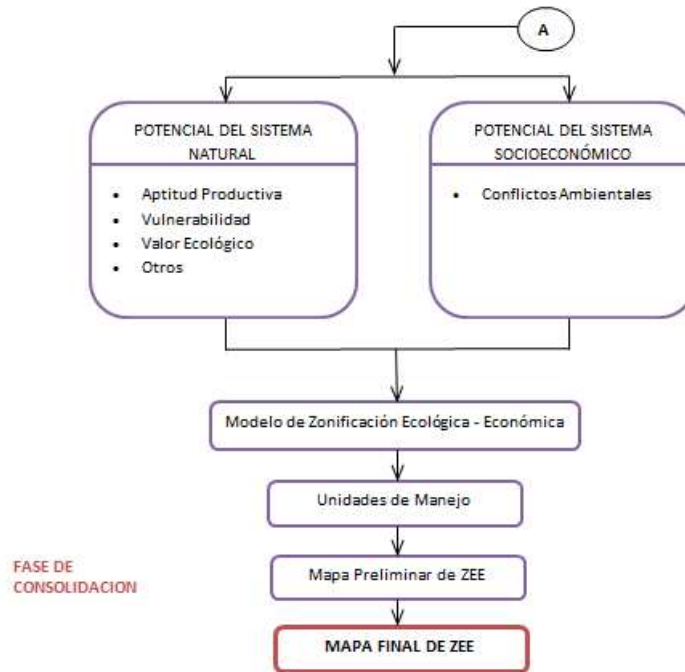 A
POTENCIAL DEL SISTEMA
NATURAL
• Aptitud Productiva
• Vulnerabilidad
• Valor Ecológico
• Otros
POTENCIAL DEL SISTEMA
SOCIOECONÓMICO
• Conflictos Ambientales
Modelo de Zonificación Ecológica - Económica
Unidades de Manejo
Mapa Preliminar de ZEE
FASE DE
CONSOLIDACION
MAPA FINAL DE ZEE